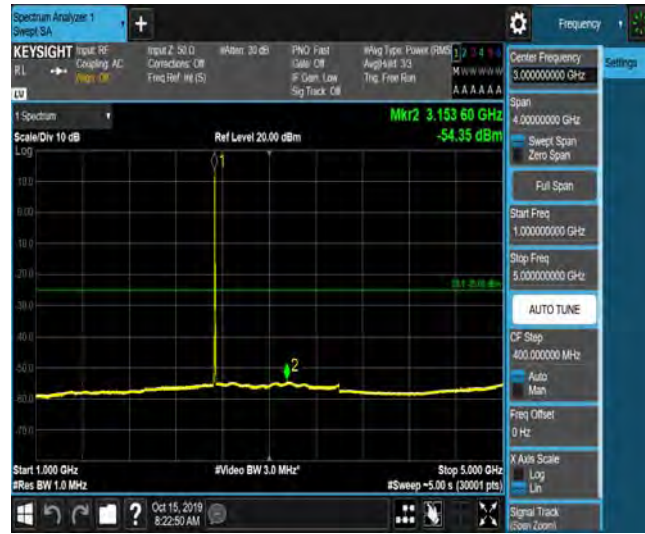 Spectrum Analyzer 1
Swept SA
+
Frequency
KEYSIGHT
Input: RF
Coupling: AC
Align: Off
Input Z: 50 Ω
Corrections: Off
Freq Ref: Int (S)
#Atten: 30 dB
PNO: Fast
Gate: Off
IF Gain: Low
Sig Track: Off
#Avg Type: Power (RMS
Avg|Hold: 3/3
Trig: Free Run
1 2 3 4 5 6
M W W W W W
A A A A A A
RL
LV
Settings
Center Frequency
3.000000000 GHz
Span
4.00000000 GHz
Swept Span
Zero Span
Full Span
Start Freq
1.000000000 GHz
Stop Freq
5.000000000 GHz
AUTO TUNE
CF Step
400.000000 MHz
Auto
Man
Freq Offset
0 Hz
X Axis Scale
Log
Lin
Signal Track
(Span Zoom)
1 Spectrum
Mkr2 3.153 60 GHz
Scale/Div 10 dB
Ref Level 20.00 dBm
-54.35 dBm
Log
1
10.0
0.00
-10.0
-20.0
-30.0
-40.0
-50.0
2
-60.0
-70.0
Start 1.000 GHz
#Video BW 3.0 MHz*
Stop 5.000 GHz
#Res BW 1.0 MHz
#Sweep ~5.00 s (30001 pts)
?
Oct 15, 2019
8:22:50 AM